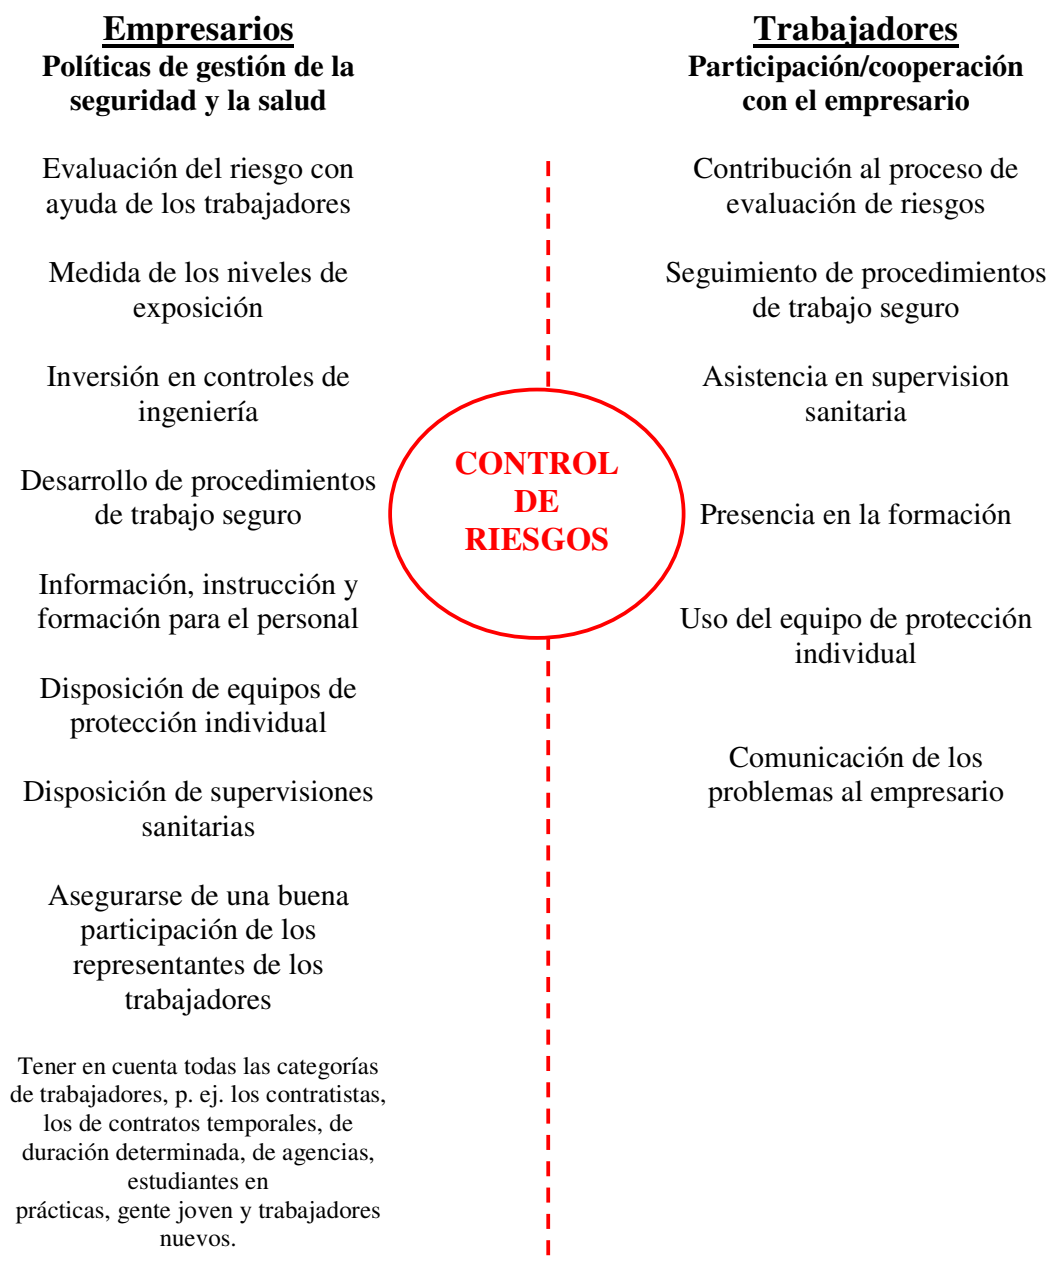 Empresarios
Políticas de gestión de la
seguridad y la salud
Evaluación del riesgo con
ayuda de los trabajadores
Medida de los niveles de
exposición
Inversión en controles de
ingeniería
Desarrollo de procedimientos
de trabajo seguro
Información, instrucción y
formación para el personal
Disposición de equipos de
protección individual
Disposición de supervisiones
sanitarias
Asegurarse de una buena
participación de los
representantes de los
trabajadores
Tener en cuenta todas las categorías
de trabajadores, p. ej. los contratistas,
los de contratos temporales, de
duración determinada, de agencias,
estudiantes en
prácticas, gente joven y trabajadores
nuevos.
CONTROL
DE
RIESGOS
Trabajadores
Participación/cooperación
con el empresario
Contribución al proceso de
evaluación de riesgos
Seguimiento de procedimientos
de trabajo seguro
Asistencia en supervision
sanitaria
Presencia en la formación
Uso del equipo de protección
individual
Comunicación de los
problemas al empresario